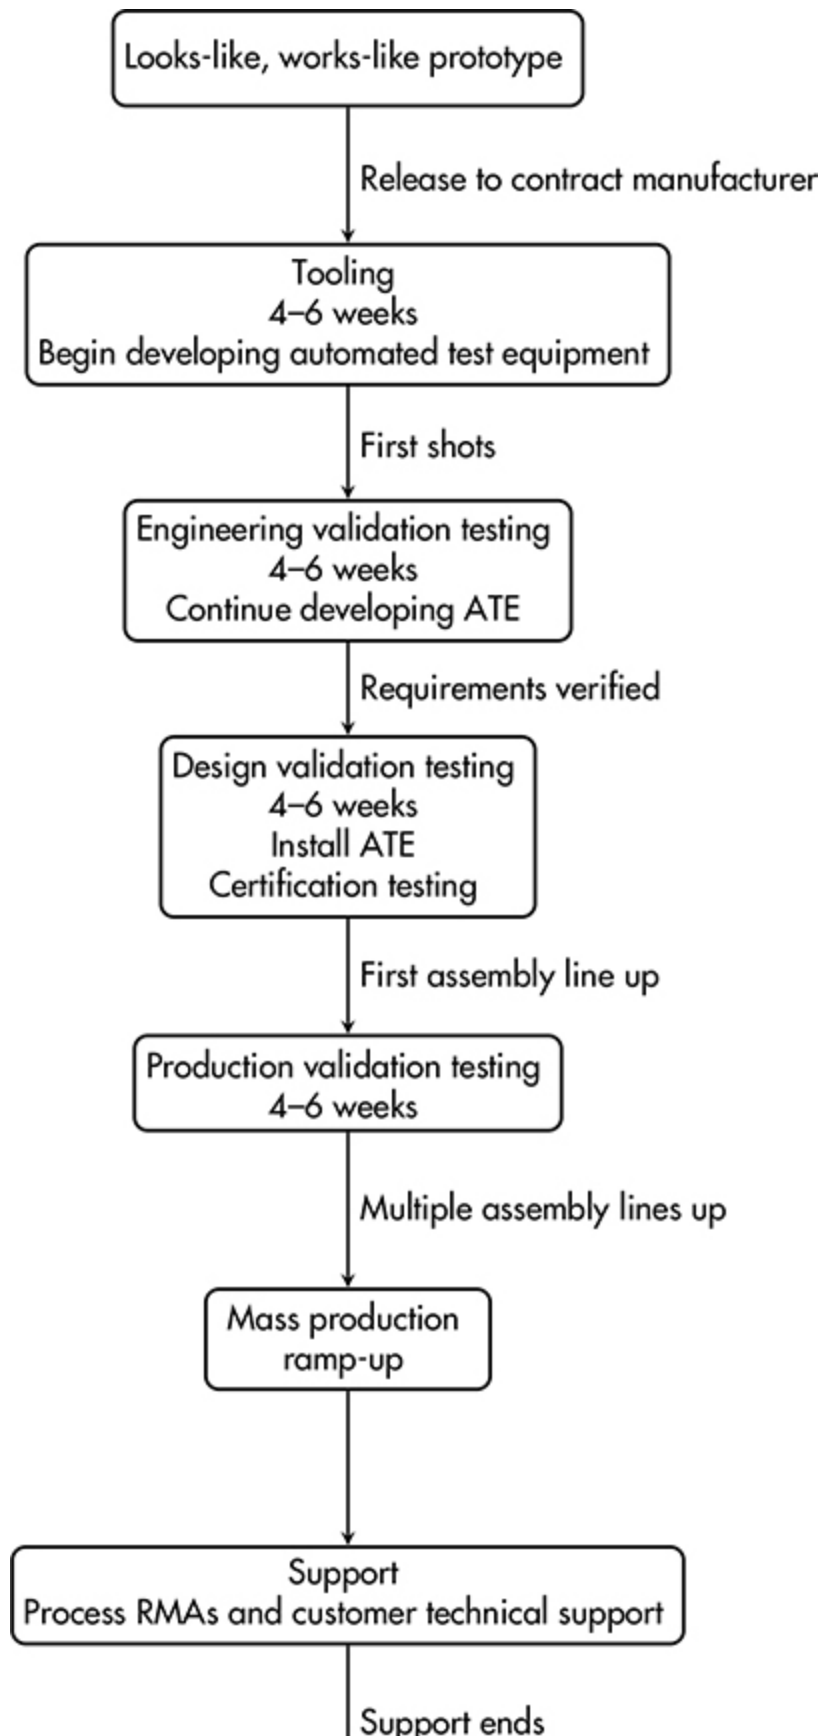 Looks-like, works-like prototype
Release to contract manufacturer
Tooling
4–6 weeks
Begin developing automated test equipment
First shots
Engineering validation testing
4–6 weeks
Continue developing ATE
Requirements verified
Design validation testing
4–6 weeks
Install ATE
Certification testing
First assembly line up
Production validation testing
4–6 weeks
Multiple assembly lines up
Mass production
ramp-up
Support
Process RMAs and customer technical support
Support ends